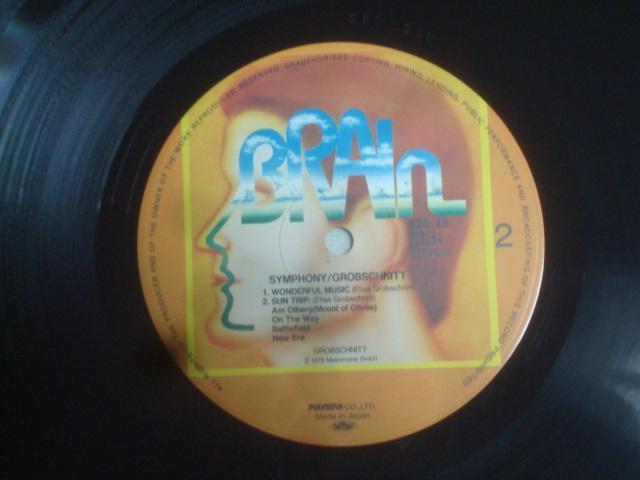 ALL RIGHTS OF THE PRODUCER AND OF THE OWNER OF THE WORK REPRODUCED RESERVED. UNAUTHORISED COPYING, HIRING, LENDING, PUBLIC PERFORMANCE AND BROADCASTING OF THIS RECORD PROHIBITED
BRAIN
33⅓
STEREO
2
SYMPHONY/GROBSCHNITT
1. WONDERFUL MUSIC (Elias Grobschnitt)
2. SUN TRIP: (Elias Grobschnitt)
Am Olberg(Mount of Olives)
On The Way
Battlefield
New Era
GROBSCHNITT
℗ 1972 Metronome GmbH
POLYSTAR CO.,LTD.
Made in Japan